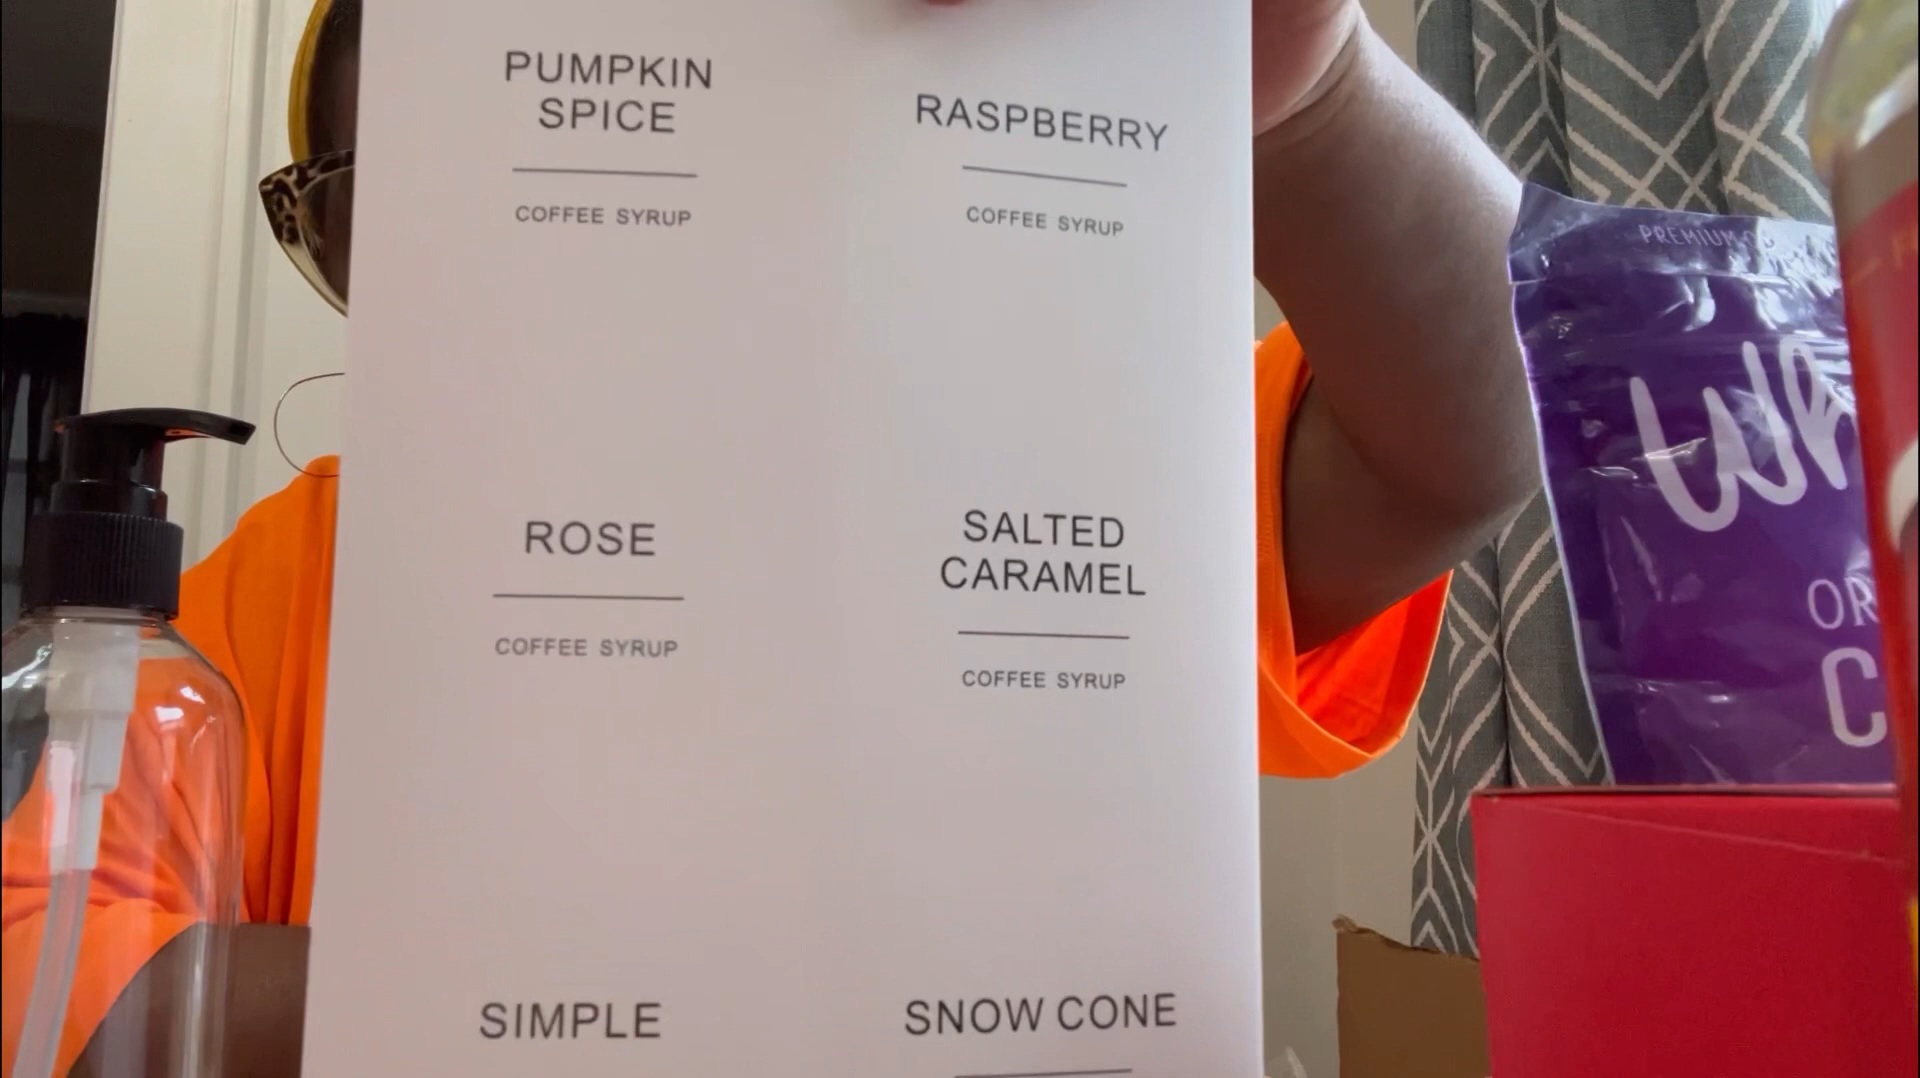 PUMPKIN
SPICE
COFFEE SYRUP
RASPBERRY
COFFEE SYRUP
ROSE
COFFEE SYRUP
SALTED
CARAMEL
COFFEE SYRUP
SIMPLE
SNOW CONE
PREMIUM